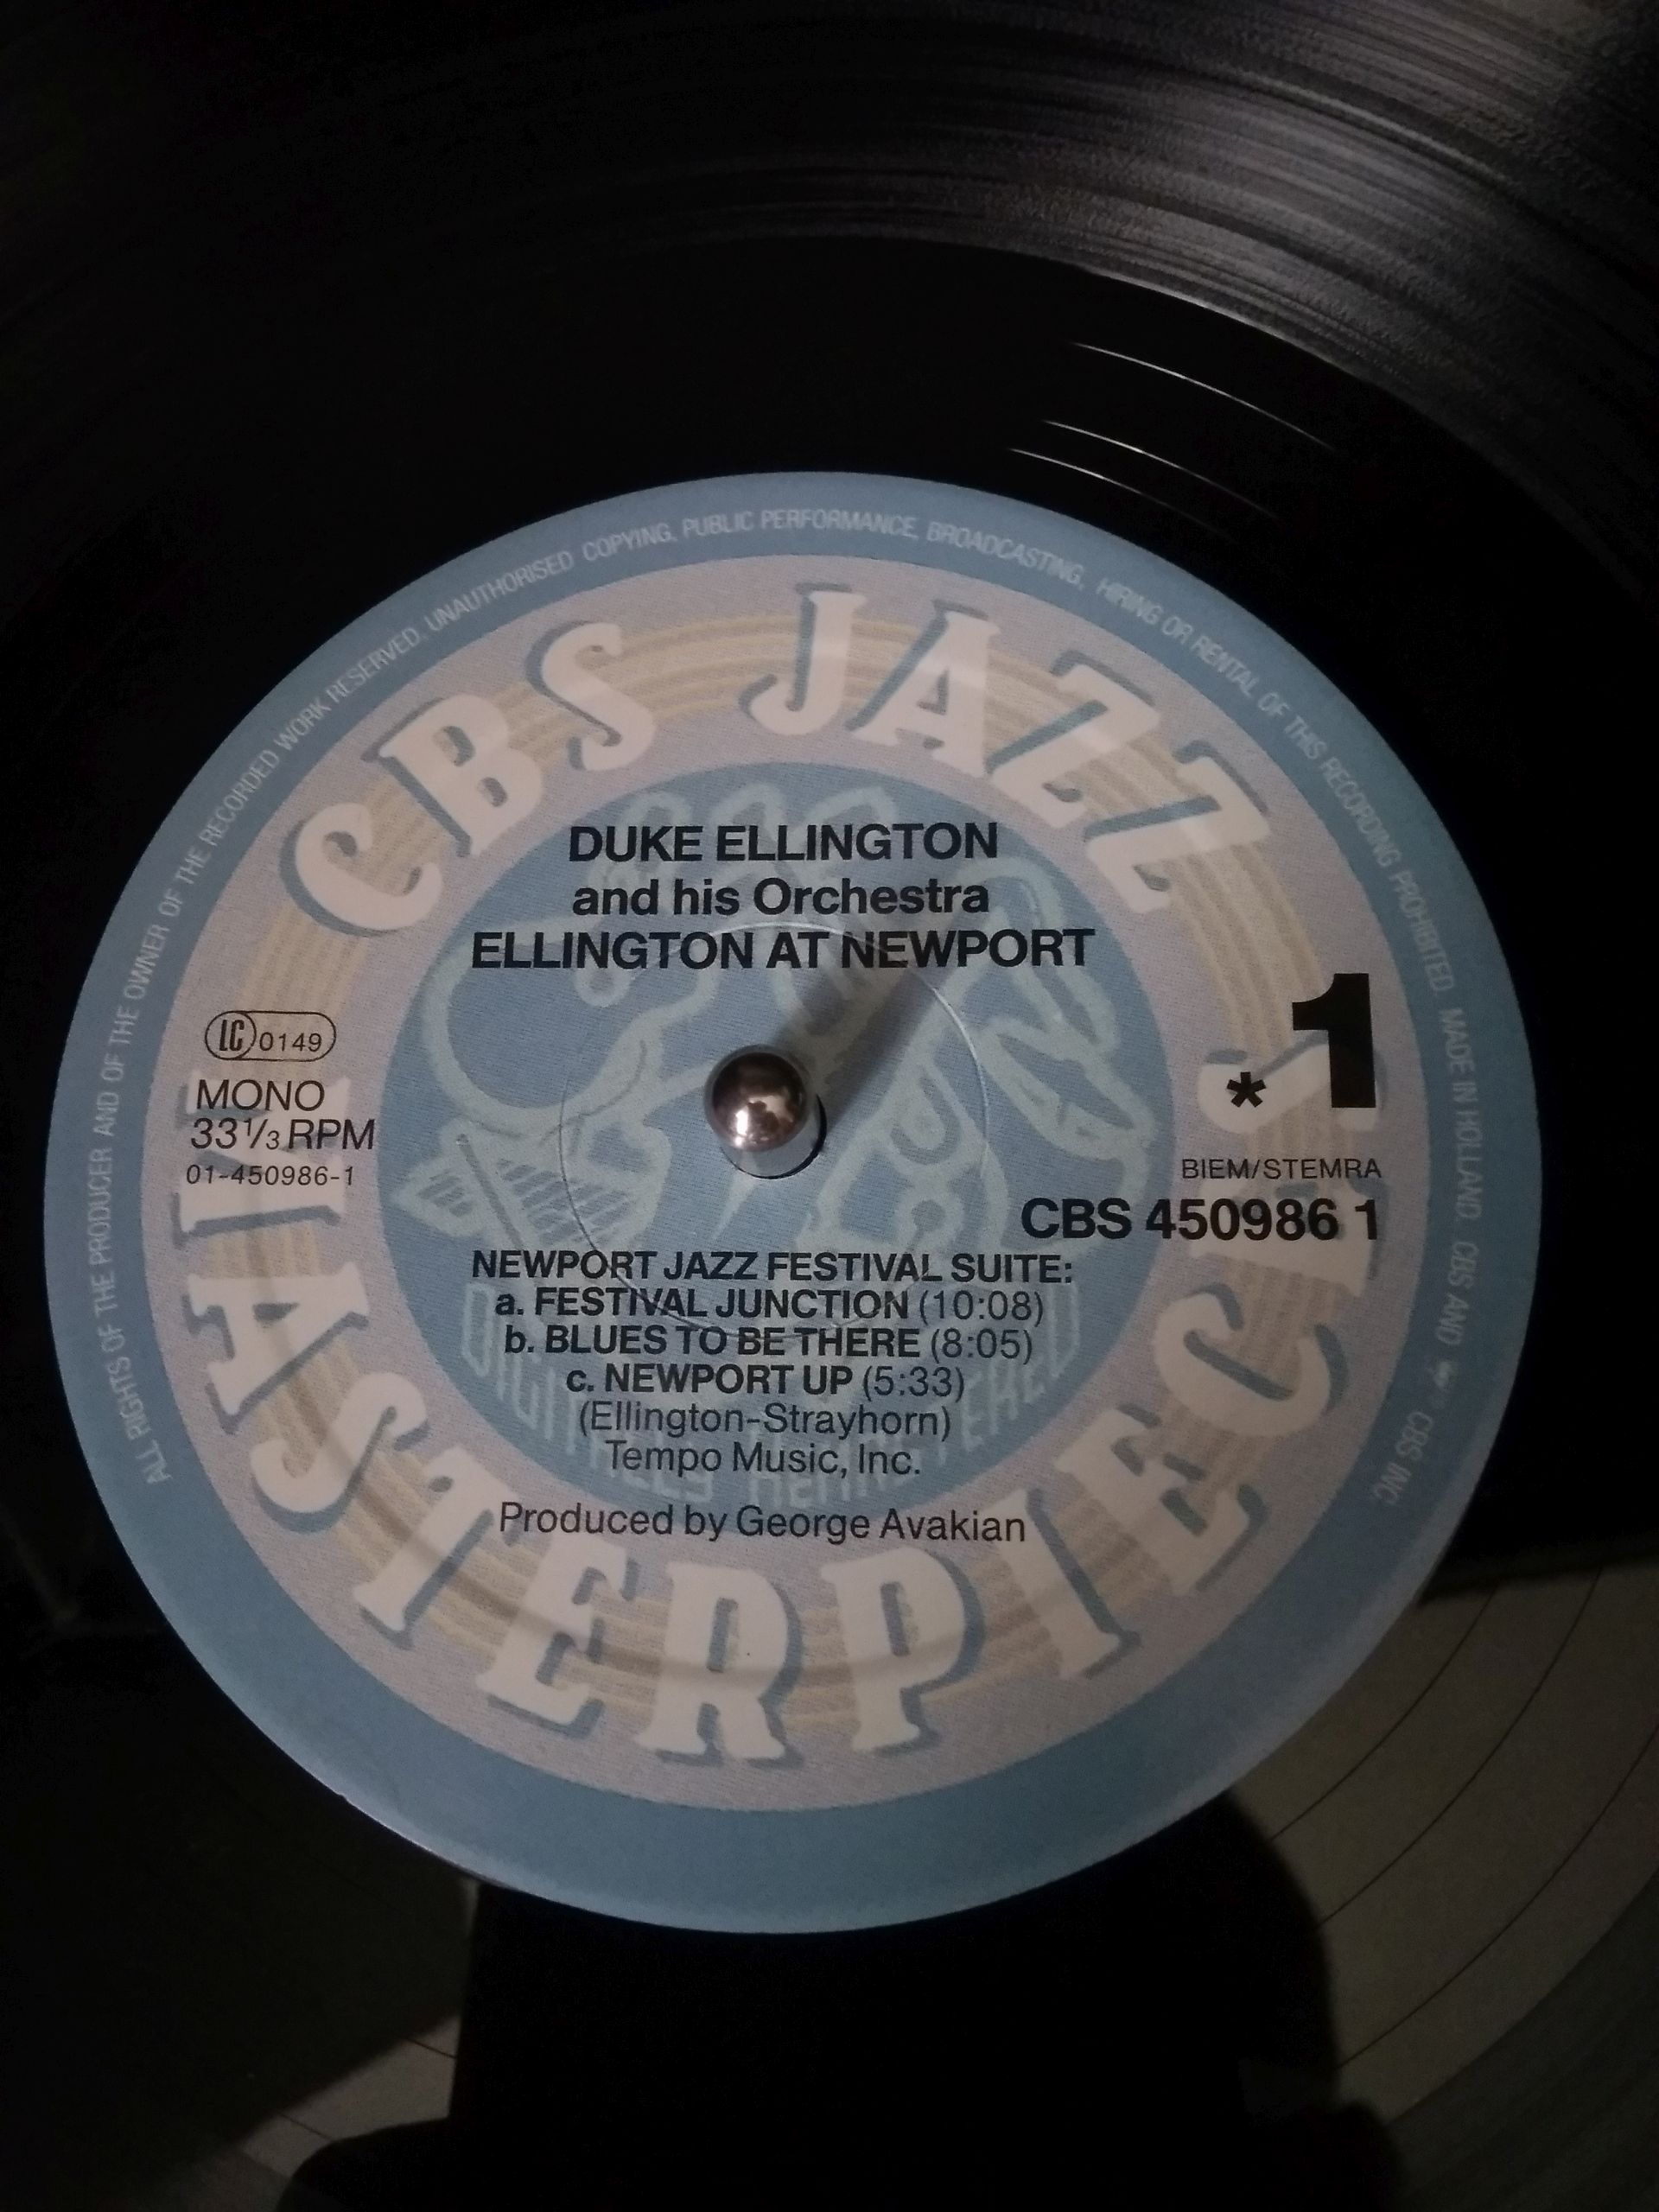 ALL RIGHTS OF THE PRODUCER AND OF THE OWNER OF THE RECORDED WORK RESERVED. UNAUTHORISED COPYING, PUBLIC PERFORMANCE, BROADCASTING, HIRING OR RENTAL OF THIS RECORDING PROHIBITED. MADE IN HOLLAND. CBS AND CBS INC.
CBS JAZZ
MASTERPIECES
DUKE ELLINGTON
and his Orchestra
ELLINGTON AT NEWPORT
LC 0149
MONO
33 1/3 RPM
01-450986-1
1
*
BIEM/STEMRA
CBS 450986 1
NEWPORT JAZZ FESTIVAL SUITE:
a. FESTIVAL JUNCTION (10:08)
b. BLUES TO BE THERE (8:05)
c. NEWPORT UP (5:33)
(Ellington-Strayhorn)
Tempo Music, Inc.
Produced by George Avakian